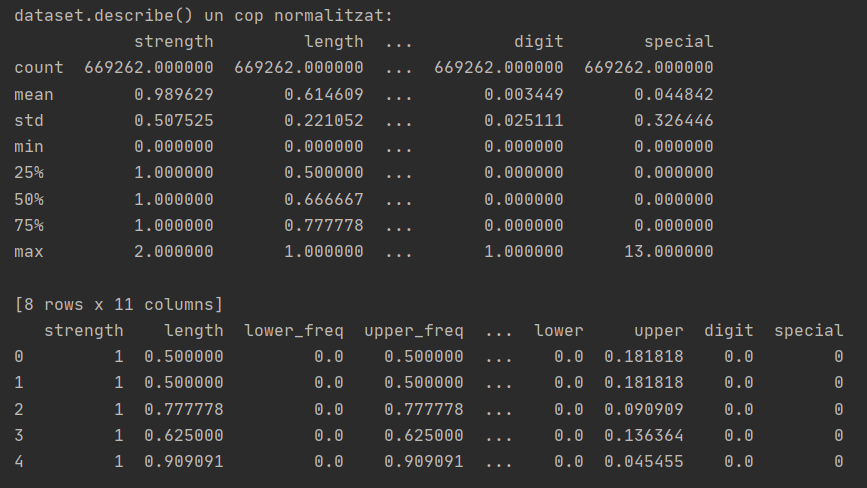 dataset.describe() un cop normalitzat:
strength length ... digit special
count 669262.000000 669262.000000 ... 669262.000000 669262.000000
mean 0.989629 0.614609 ... 0.003449 0.044842
std 0.507525 0.221052 ... 0.025111 0.326446
min 0.000000 0.000000 ... 0.000000 0.000000
25% 1.000000 0.500000 ... 0.000000 0.000000
50% 1.000000 0.666667 ... 0.000000 0.000000
75% 1.000000 0.777778 ... 0.000000 0.000000
max 2.000000 1.000000 ... 1.000000 13.000000
[8 rows x 11 columns]
strength length lower_freq upper_freq ... lower upper digit special
0 1 0.500000 0.0 0.500000 ... 0.0 0.181818 0.0 0
1 1 0.500000 0.0 0.500000 ... 0.0 0.181818 0.0 0
2 1 0.777778 0.0 0.777778 ... 0.0 0.090909 0.0 0
3 1 0.625000 0.0 0.625000 ... 0.0 0.136364 0.0 0
4 1 0.909091 0.0 0.909091 ... 0.0 0.045455 0.0 0